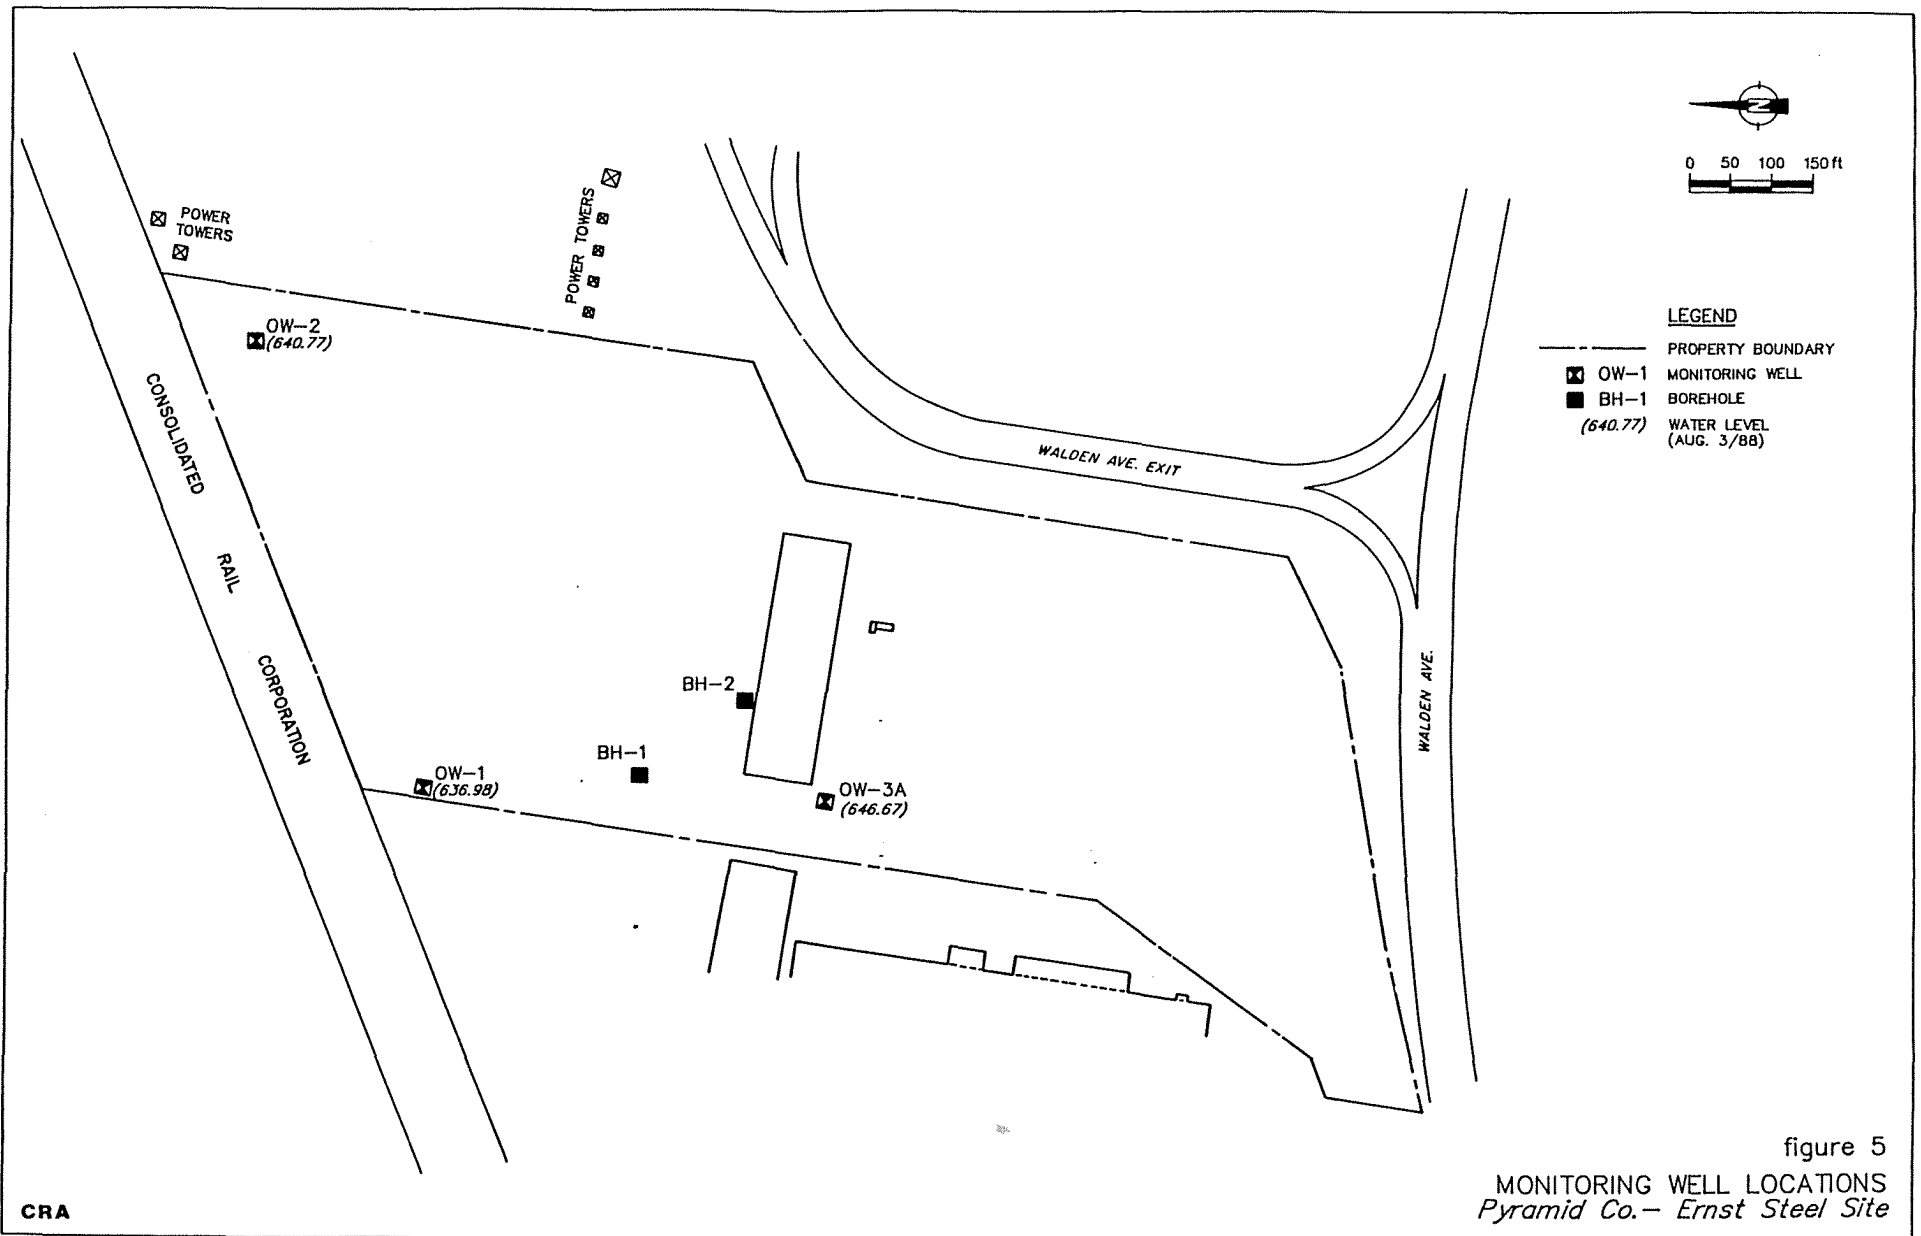 N
0 50 100 150ft
POWER
TOWERS
POWER TOWERS
OW-2
(640.77)
LEGEND
PROPERTY BOUNDARY
OW-1 MONITORING WELL
BH-1 BOREHOLE
(640.77) WATER LEVEL
(AUG. 3/88)
CONSOLIDATED RAIL CORPORATION
WALDEN AVE. EXIT
WALDEN AVE.
BH-2
BH-1
OW-1
(636.98)
OW-3A
(646.67)
figure 5
MONITORING WELL LOCATIONS
Pyramid Co.- Ernst Steel Site
CRA